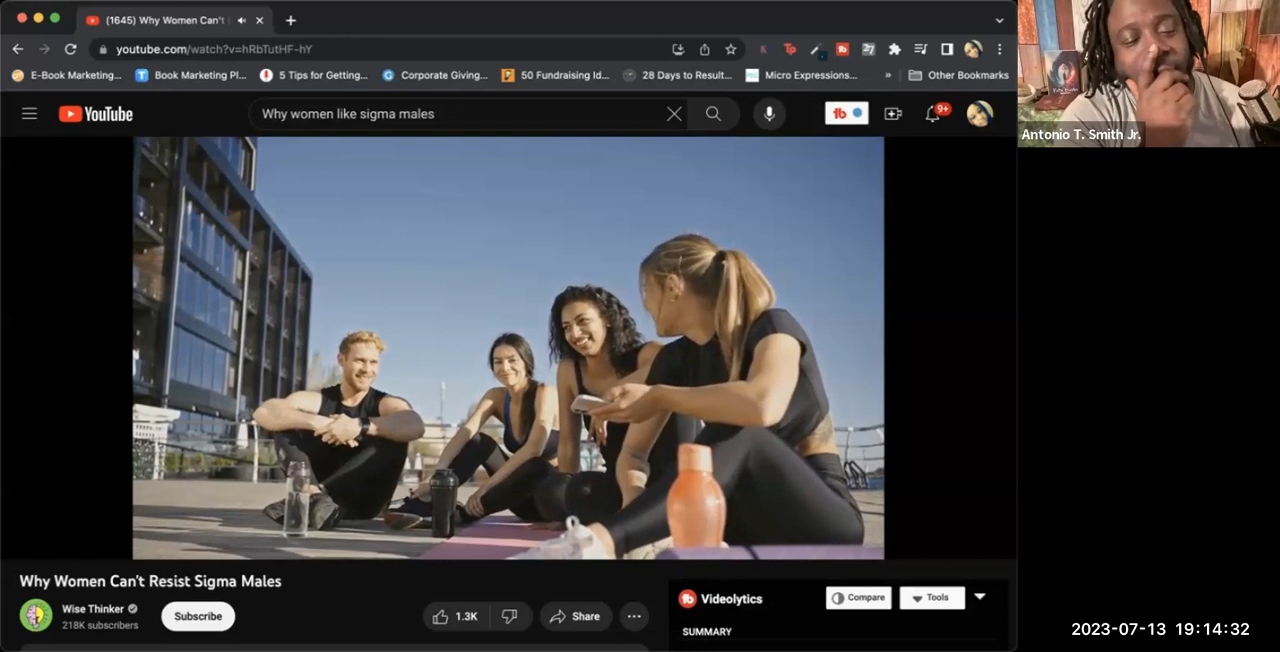 (1645) Why Women Can't
youtube.com/watch?v=hRbTutHF-hY
E-Book Marketing...
Book Marketing Pl...
5 Tips for Getting...
Corporate Giving...
50 Fundraising Id...
28 Days to Result...
Micro Expressions...
»
Other Bookmarks
YouTube
Why women like sigma males
tb
9+
Antonio T. Smith Jr.
Why Women Can't Resist Sigma Males
Wise Thinker
218K subscribers
Subscribe
1.3K
Share
tb Videolytics
Compare
Tools
SUMMARY
2023-07-13 19:14:32